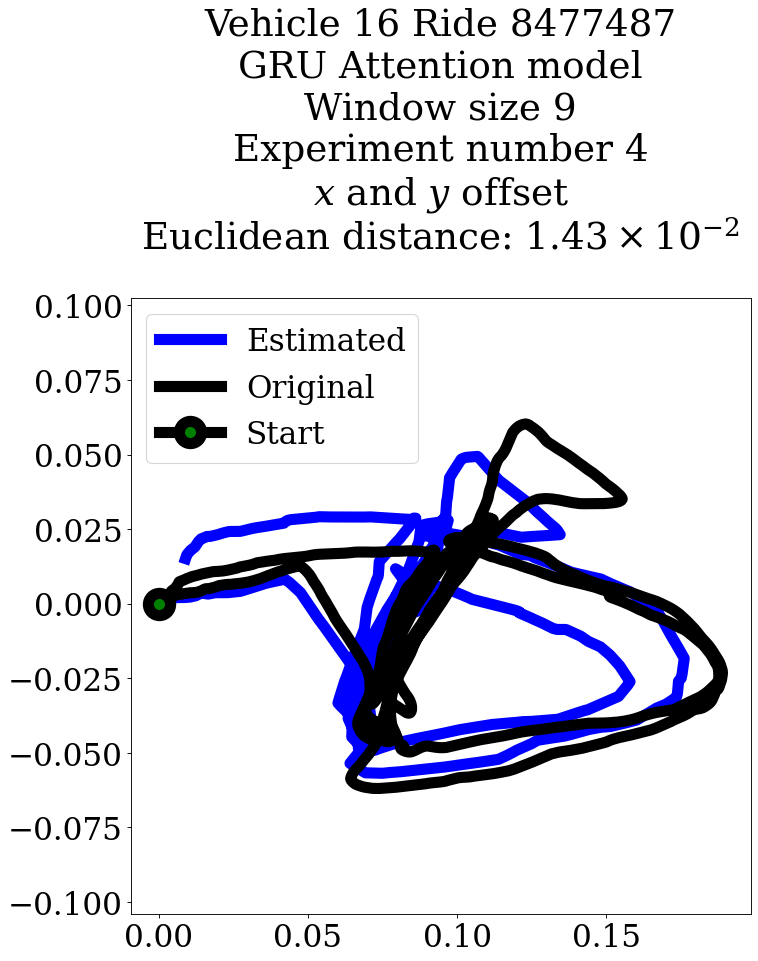 Vehicle 16 Ride 8477487
GRU Attention model
Window size 9
Experiment number 4
x and y offset
Euclidean distance: 1.43 × 10⁻²
0.100
Estimated
0.075
Original
0.050
Start
0.025
0.000
−0.025
−0.050
−0.075
−0.100
0.00 0.05 0.10 0.15